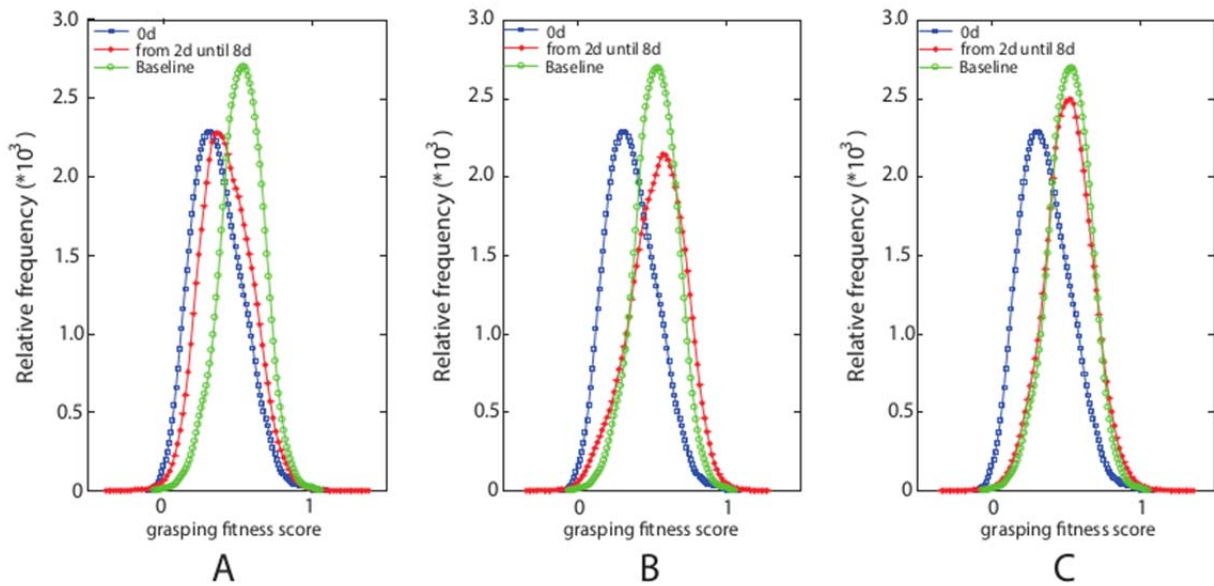 3.0
2.5
2.0
1.5
1.0
0.5
0
Relative frequency (*10³)
0d
from 2d until 8d
Baseline
0 1
grasping fitness score
A
3.0
2.5
2.0
1.5
1.0
0.5
0
Relative frequency (*10³)
0d
from 2d until 8d
Baseline
0 1
grasping fitness score
B
3.0
2.5
2.0
1.5
1.0
0.5
0
Relative frequency (*10³)
0d
from 2d until 8d
Baseline
0 1
grasping fitness score
C